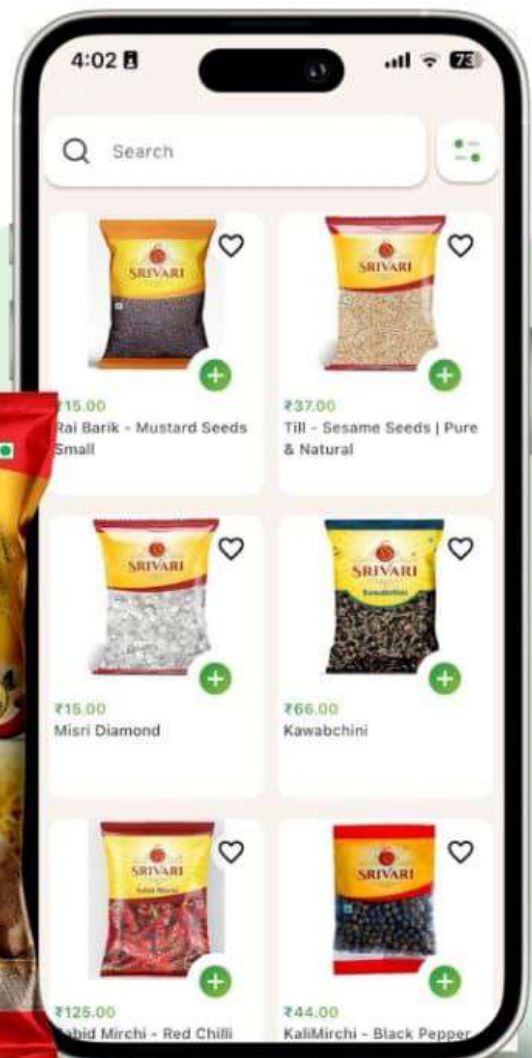 4:02
73
Search
SRIVARI
SRIVARI
₹15.00
₹37.00
Rai Barik - Mustard Seeds
Small
Till - Sesame Seeds | Pure
& Natural
SRIVARI
SRIVARI
Kawabchini
₹15.00
₹66.00
Misri Diamond
Kawabchini
SRIVARI
SRIVARI
₹125.00
₹44.00
Sabid Mirchi - Red Chilli
KaliMirchi - Black Pepper